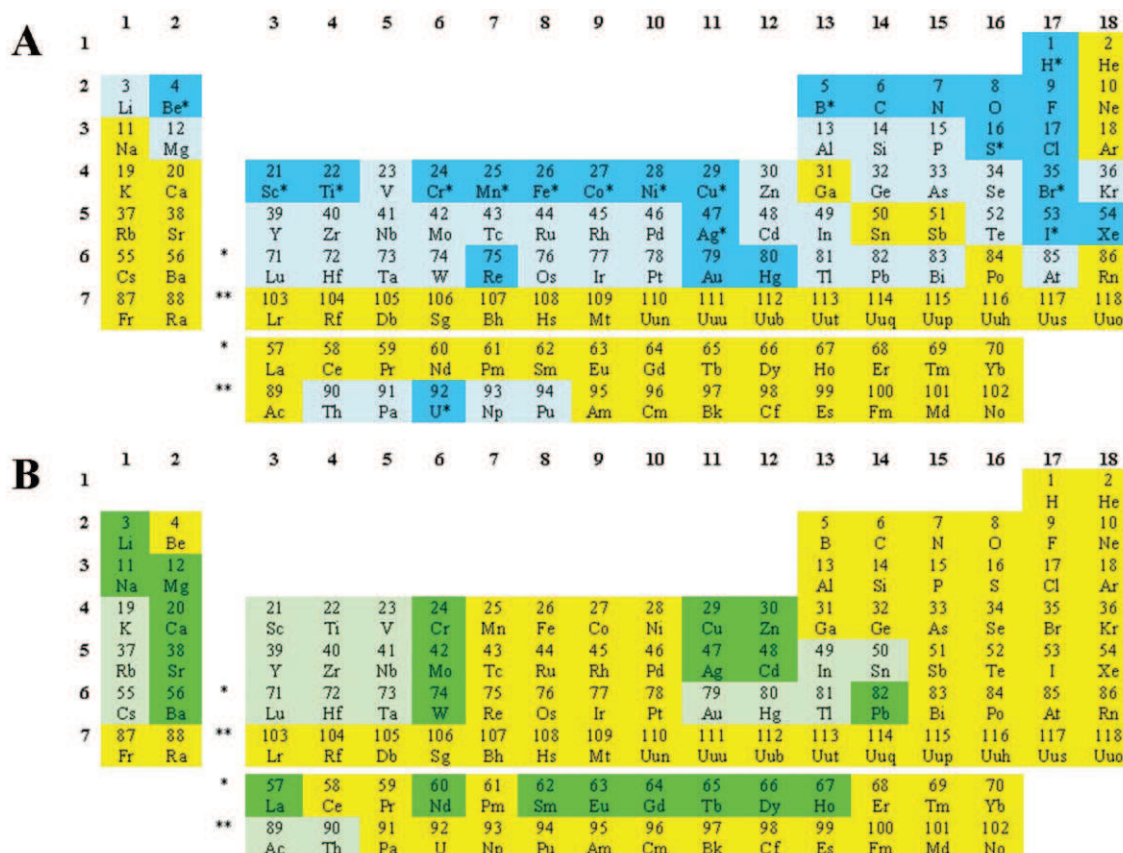 1 2 3 4 5 6 7 8 9 10 11 12 13 14 15 16 17 18
A
1 1 2
H* He
2 3 4 5 6 7 8 9 10
Li Be* B* C N O F Ne
3 11 12 13 14 15 16 17 18
Na Mg Al Si P S* Cl Ar
4 19 20 21 22 23 24 25 26 27 28 29 30 31 32 33 34 35 36
K Ca Sc* Ti* V Cr* Mn* Fe* Co* Ni* Cu* Zn Ga Ge As Se Br* Kr
5 37 38 39 40 41 42 43 44 45 46 47 48 49 50 51 52 53 54
Rb Sr Y Zr Nb Mo Tc Ru Rh Pd Ag* Cd In Sn Sb Te I* Xe
6 55 56 * 71 72 73 74 75 76 77 78 79 80 81 82 83 84 85 86
Cs Ba Lu Hf Ta W Re Os Ir Pt Au Hg Tl Pb Bi Po At Rn
7 87 88 ** 103 104 105 106 107 108 109 110 111 112 113 114 115 116 117 118
Fr Ra Lr Rf Db Sg Bh Hs Mt Uun Uuu Uub Uut Uuq Uup Uuh Uus Uuo
* 57 58 59 60 61 62 63 64 65 66 67 68 69 70
La Ce Pr Nd Pm Sm Eu Gd Tb Dy Ho Er Tm Yb
** 89 90 91 92 93 94 95 96 97 98 99 100 101 102
Ac Th Pa U* Np Pu Am Cm Bk Cf Es Fm Md No
1 2 3 4 5 6 7 8 9 10 11 12 13 14 15 16 17 18
B
1 1 2
H He
2 3 4 5 6 7 8 9 10
Li Be B C N O F Ne
3 11 12 13 14 15 16 17 18
Na Mg Al Si P S Cl Ar
4 19 20 21 22 23 24 25 26 27 28 29 30 31 32 33 34 35 36
K Ca Sc Ti V Cr Mn Fe Co Ni Cu Zn Ga Ge As Se Br Kr
5 37 38 39 40 41 42 43 44 45 46 47 48 49 50 51 52 53 54
Rb Sr Y Zr Nb Mo Tc Ru Rh Pd Ag Cd In Sn Sb Te I Xe
6 55 56 * 71 72 73 74 75 76 77 78 79 80 81 82 83 84 85 86
Cs Ba Lu Hf Ta W Re Os Ir Pt Au Hg Tl Pb Bi Po At Rn
7 87 88 ** 103 104 105 106 107 108 109 110 111 112 113 114 115 116 117 118
Fr Ra Lr Rf Db Sg Bh Hs Mt Uun Uuu Uub Uut Uuq Uup Uuh Uus Uuo
* 57 58 59 60 61 62 63 64 65 66 67 68 69 70
La Ce Pr Nd Pm Sm Eu Gd Tb Dy Ho Er Tm Yb
** 89 90 91 92 93 94 95 96 97 98 99 100 101 102
Ac Th Pa U Np Pu Am Cm Bk Cf Es Fm Md No